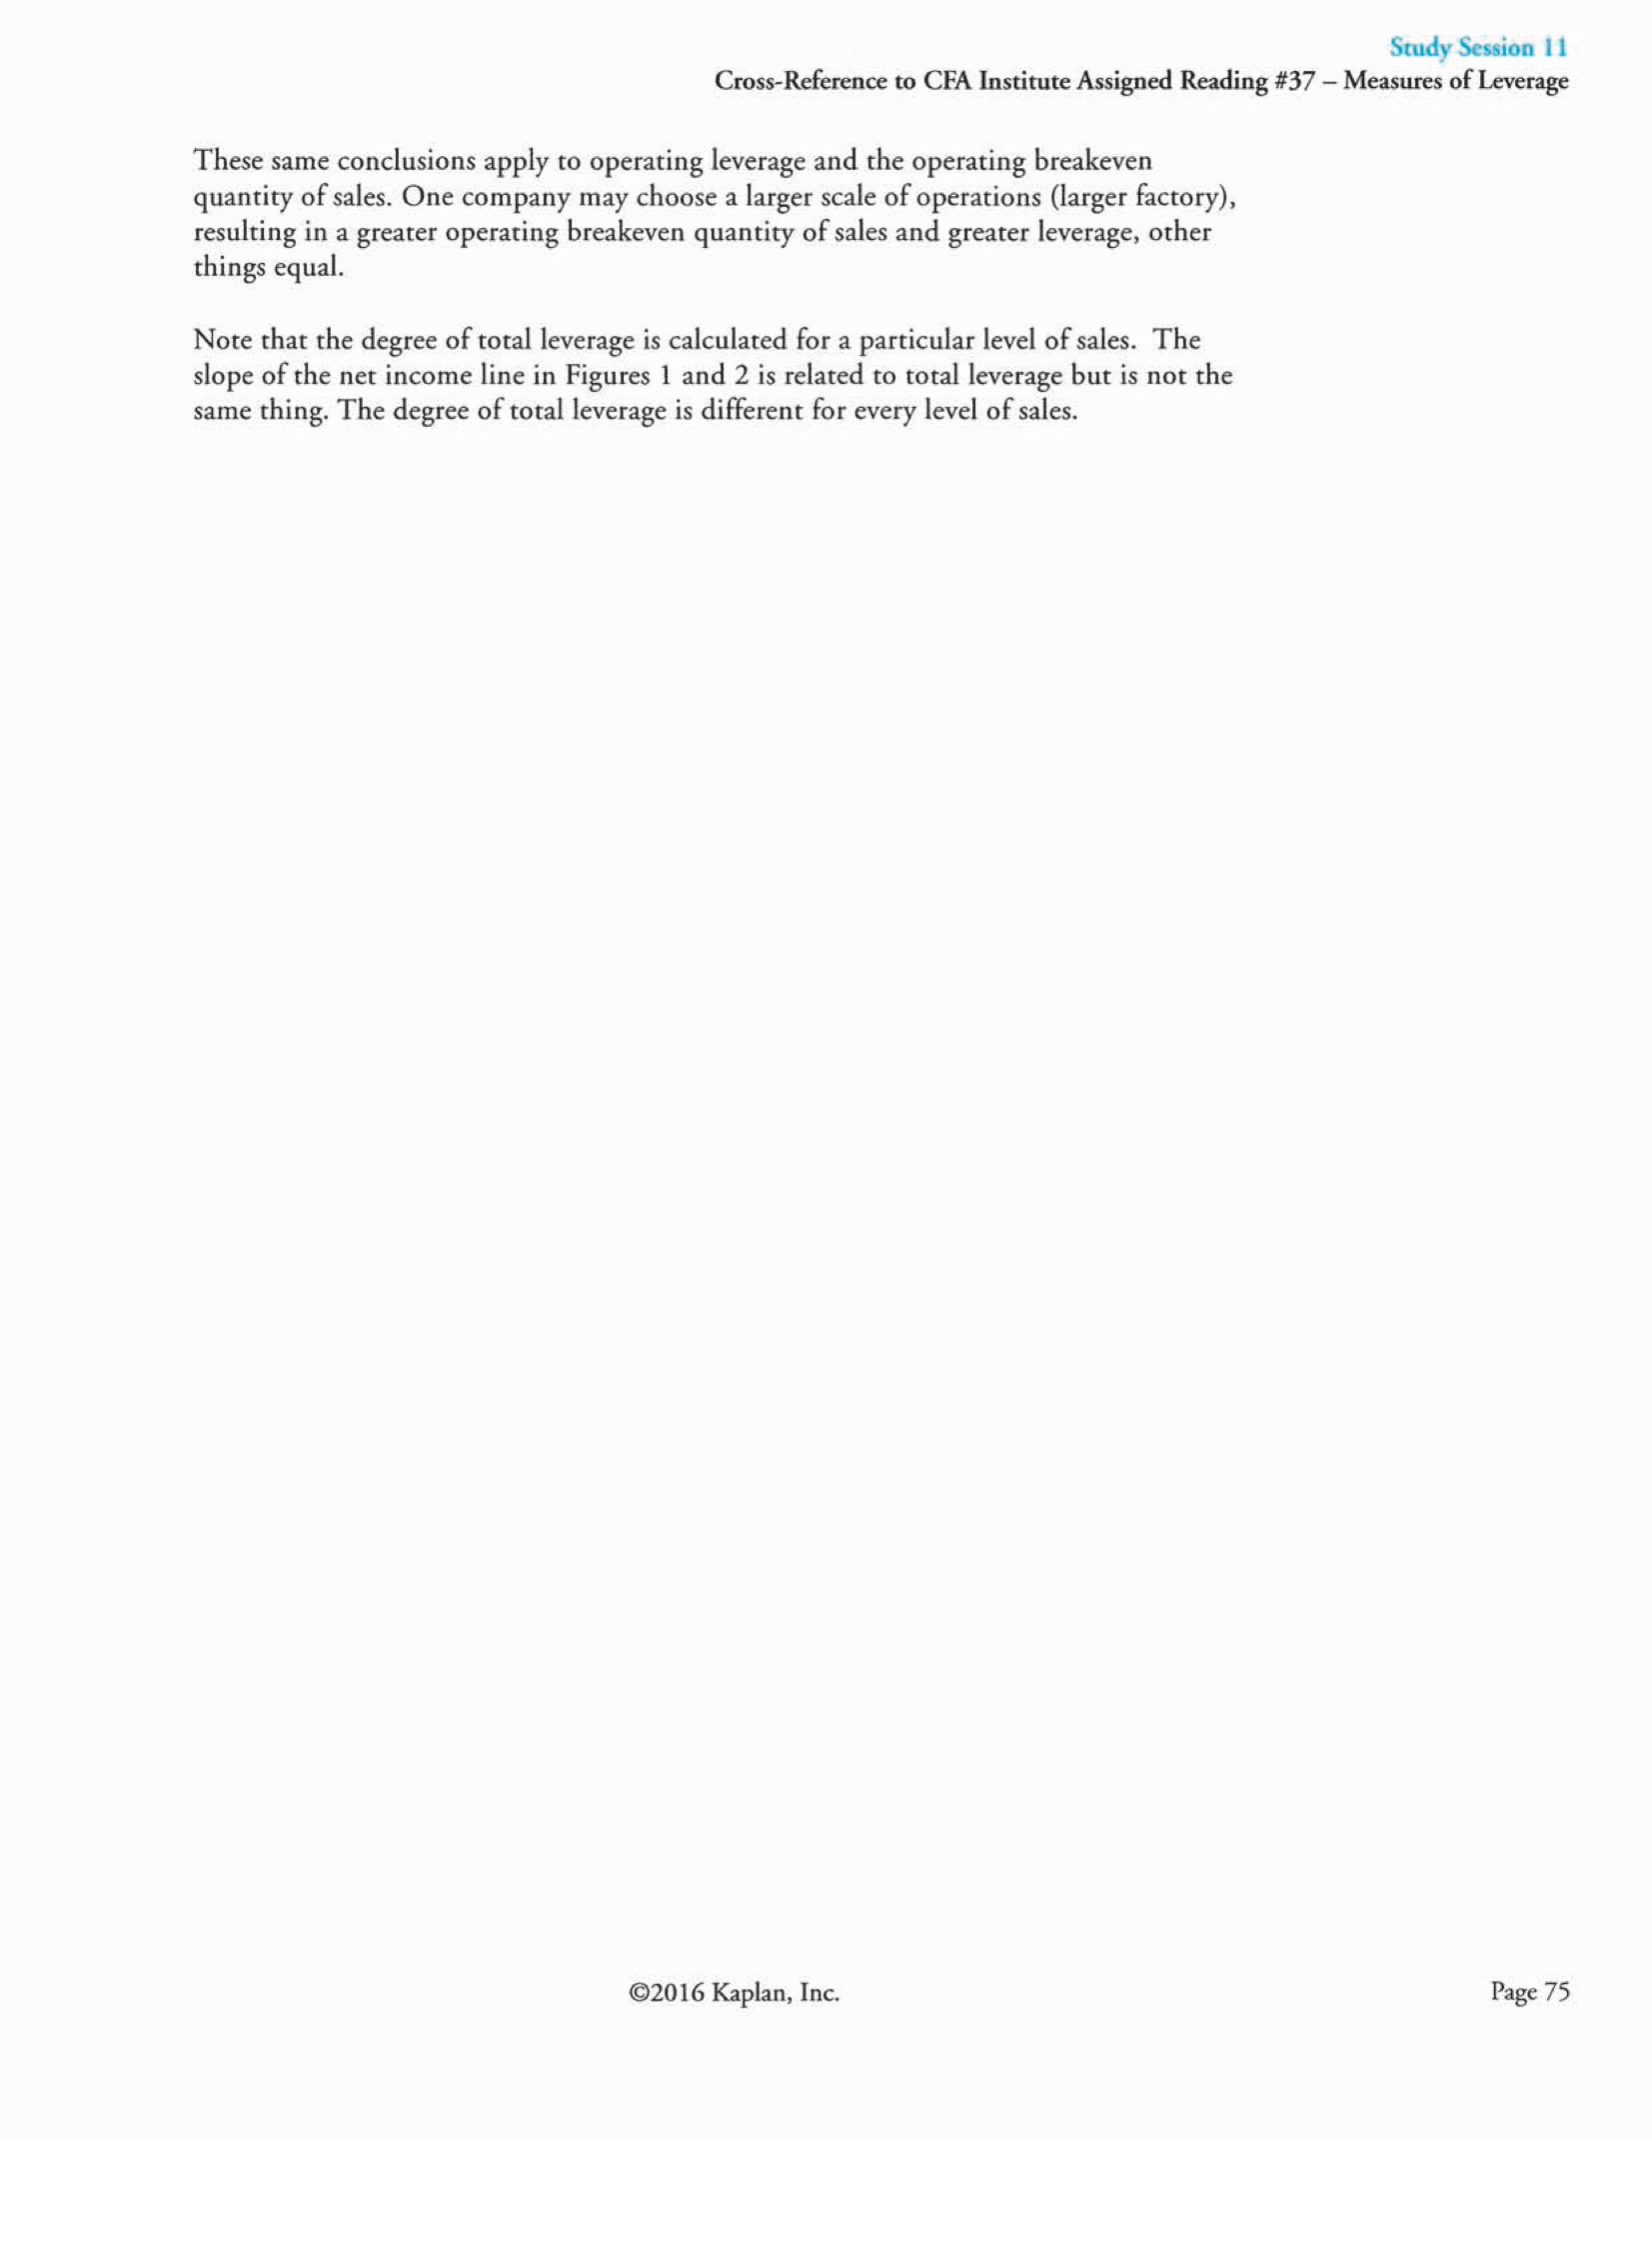 Study Session 11
Cross-Reference to CFA Institute Assigned Reading #37 – Measures of Leverage
These same conclusions apply to operating leverage and the operating breakeven
quantity of sales. One company may choose a larger scale of operations (larger factory),
resulting in a greater operating breakeven quantity of sales and greater leverage, other
things equal.
Note that the degree of total leverage is calculated for a particular level of sales. The
slope of the net income line in Figures 1 and 2 is related to total leverage but is not the
same thing. The degree of total leverage is different for every level of sales.
©2016 Kaplan, Inc.
Page 75